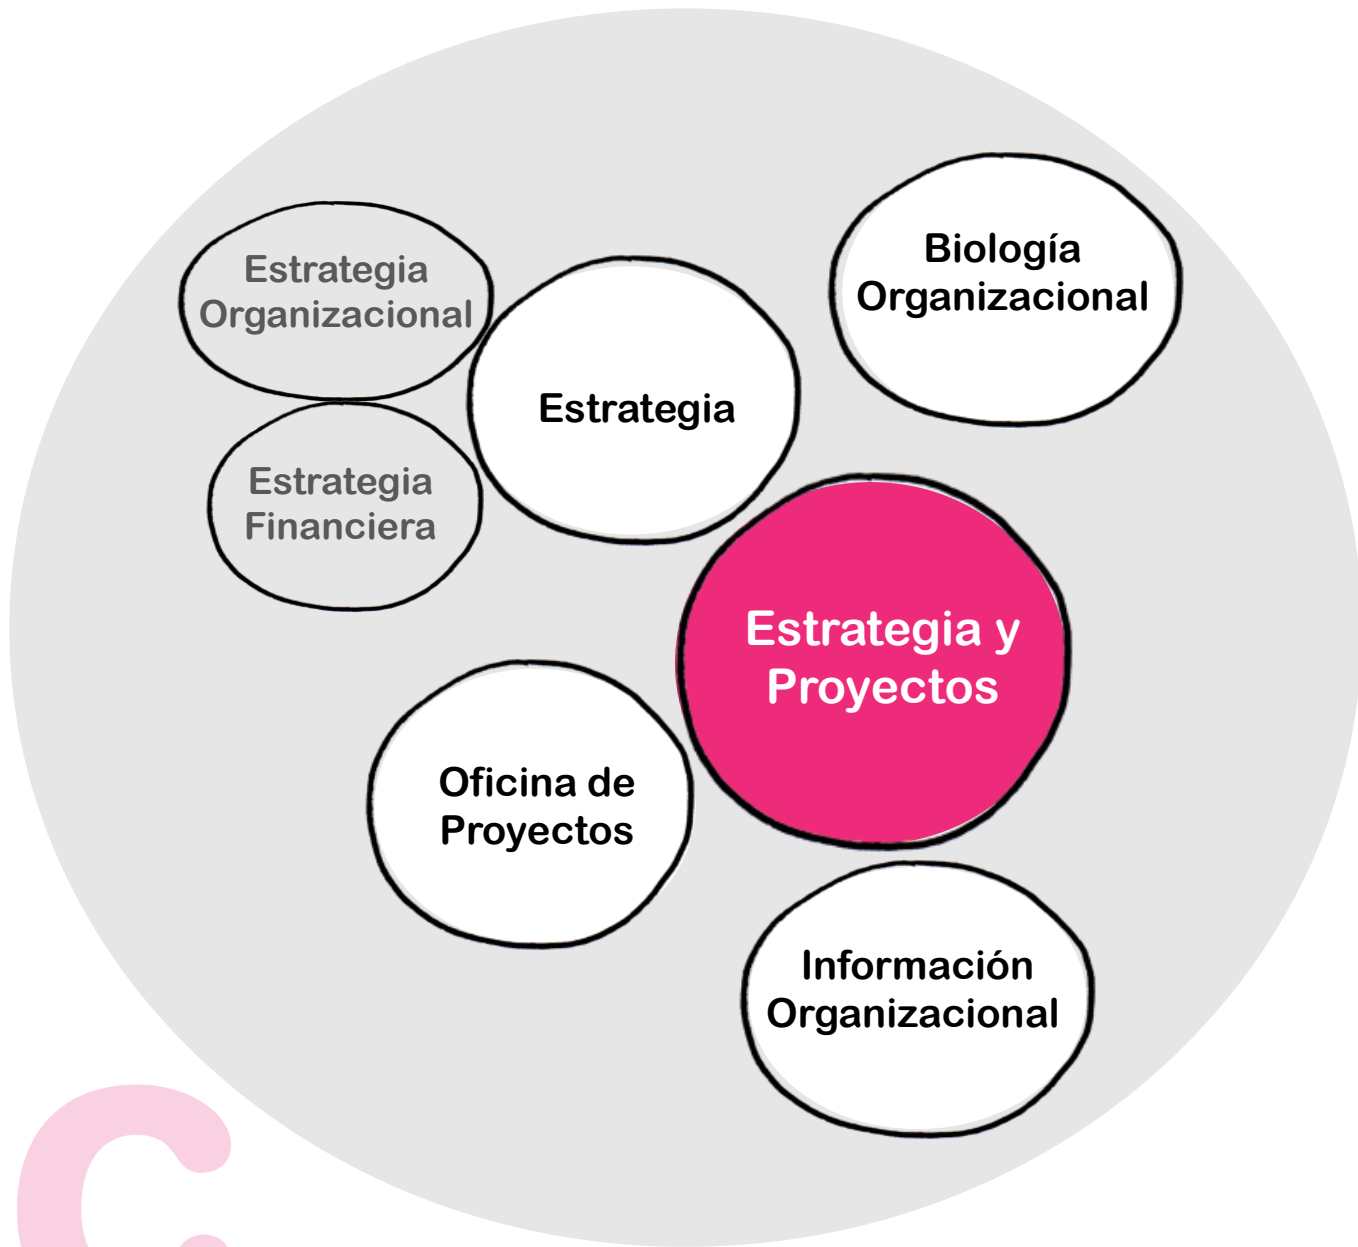 Biología
Organizacional
Estrategia
Organizacional
Estrategia
Estrategia
Financiera
Estrategia y
Proyectos
Oficina de
Proyectos
Información
Organizacional